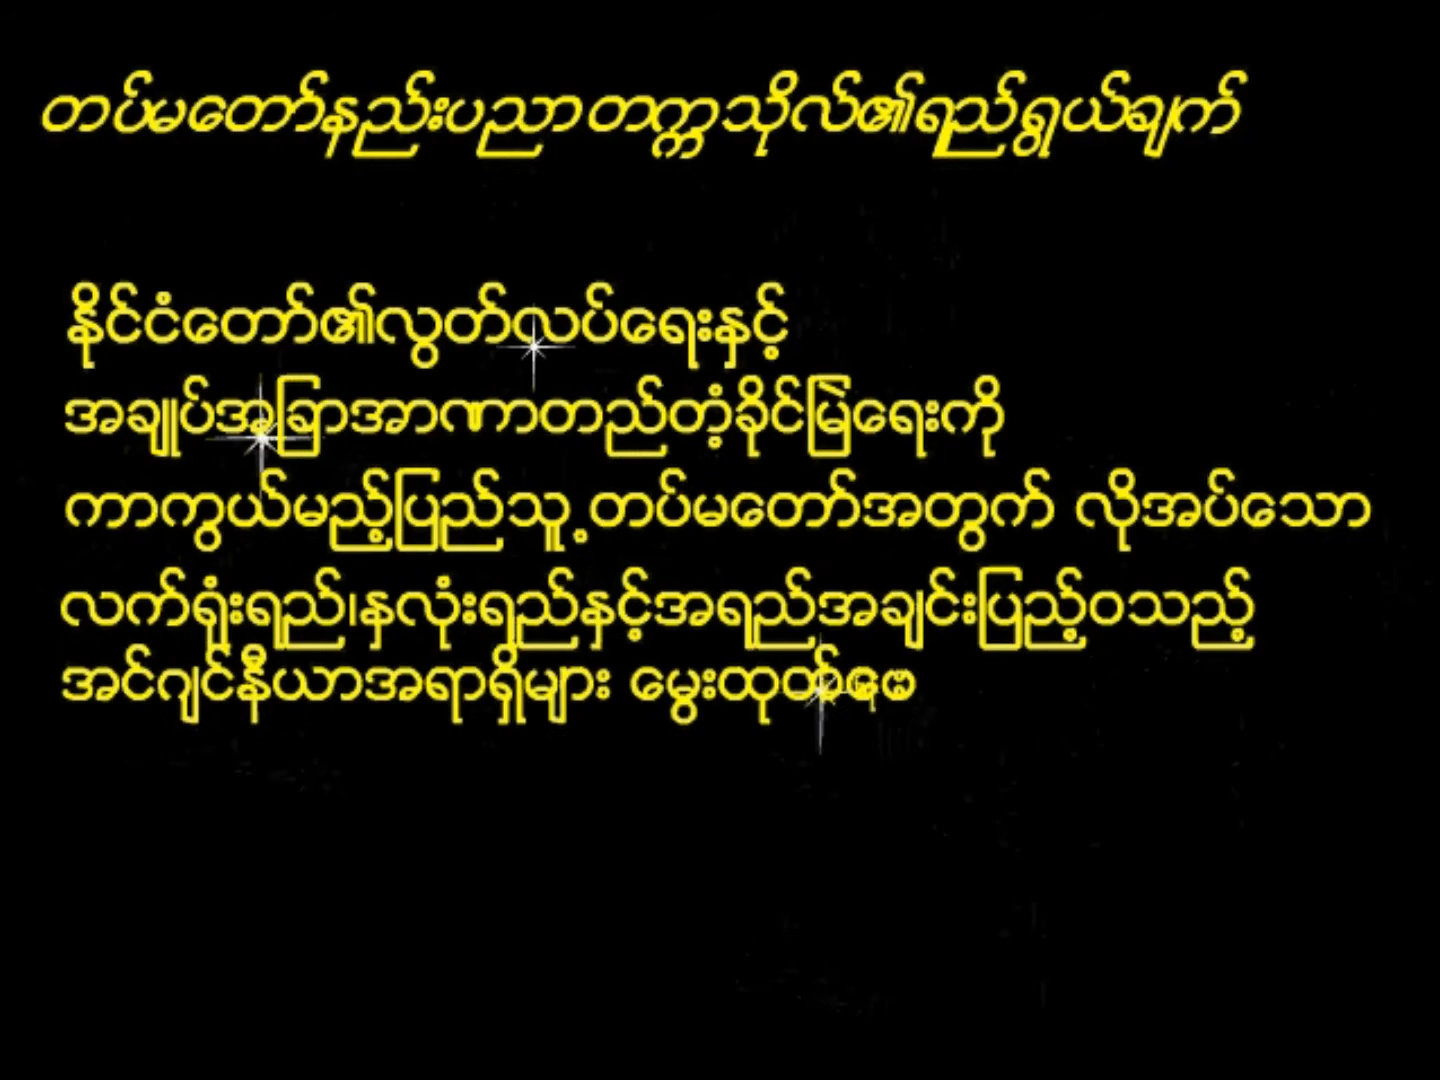 တပ်မတော်နည်းပညာတက္ကသိုလ်၏ရည်ရွယ်ချက်
နိုင်ငံတော်၏လွတ်လပ်ရေးနှင့်
အချုပ်အခြာအာဏာတည်တံ့ခိုင်မြဲရေးကို
ကာကွယ်မည့်ပြည်သူ့တပ်မတော်အတွက် လိုအပ်သော
လက်ရုံးရည်၊နှလုံးရည်နှင့်အရည်အချင်းပြည့်ဝသည့်
အင်ဂျင်နီယာအရာရှိများ